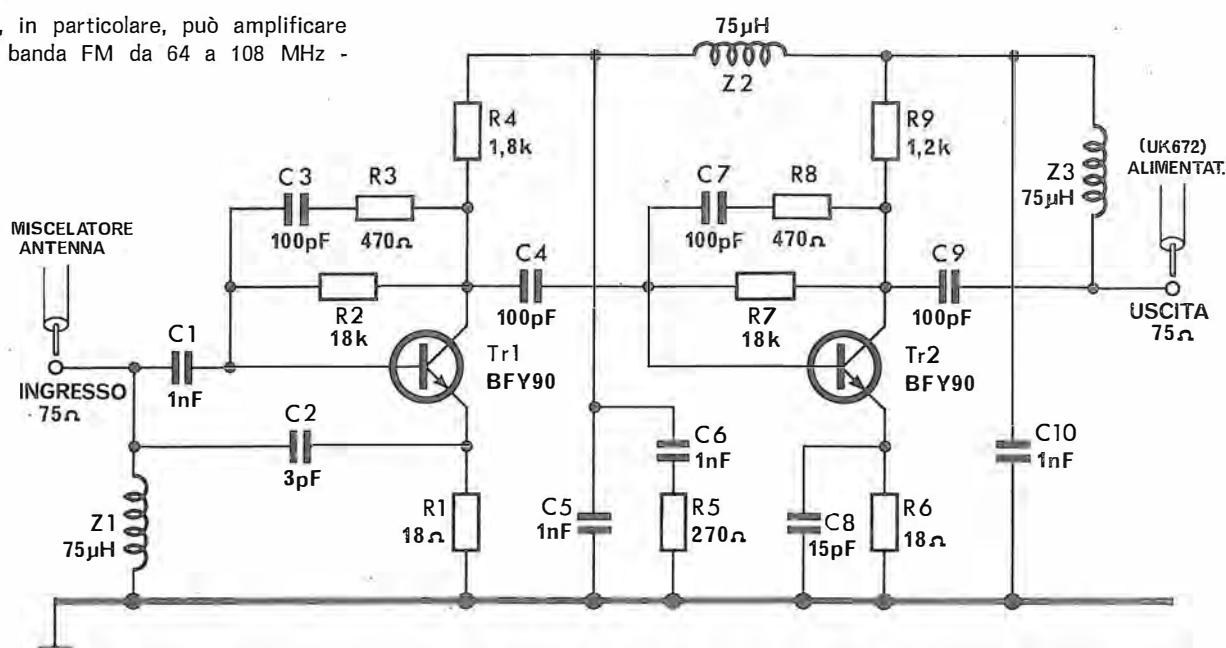 , in particolare, può amplificare
banda FM da 64 a 108 MHz -
75µH
Z2
R4
1,8k
R9
1,2k
(UK672)
ALIMENTAT.
Z3
75µH
C3
R3
100pF
470Ω
C7
R8
100pF
470Ω
MISCELATORE
ANTENNA
C4
100pF
C9
100pF
R2
18k
R7
18k
USCITA
75Ω
C1
1nF
Tr1
BFY90
Tr2
BFY90
INGRESSO
75Ω
C2
3pF
C6
1nF
C10
1nF
Z1
75µH
R1
18Ω
C5
1nF
R5
270Ω
C8
15pF
R6
18Ω